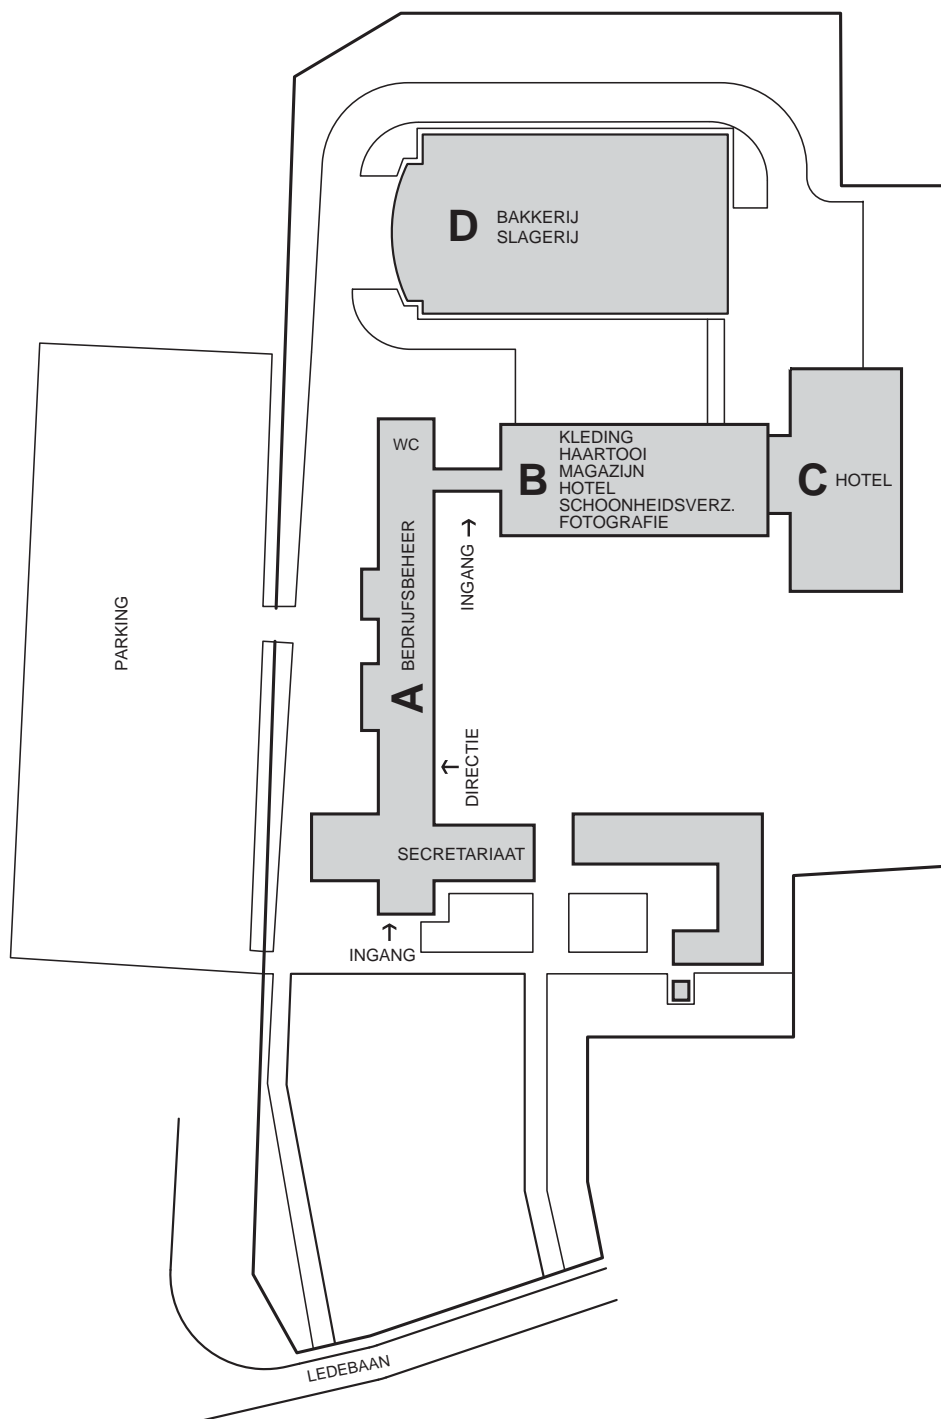 D
BAKKERIJ
SLAGERIJ
WC
B
KLEDING
HAARTOOI
MAGAZIJN
HOTEL
SCHOONHEIDSVERZ.
FOTOGRAFIE
C HOTEL
INGANG
PARKING
A BEDRIJFSBEHEER
DIRECTIE
SECRETARIAAT
INGANG
LEDEBAAN